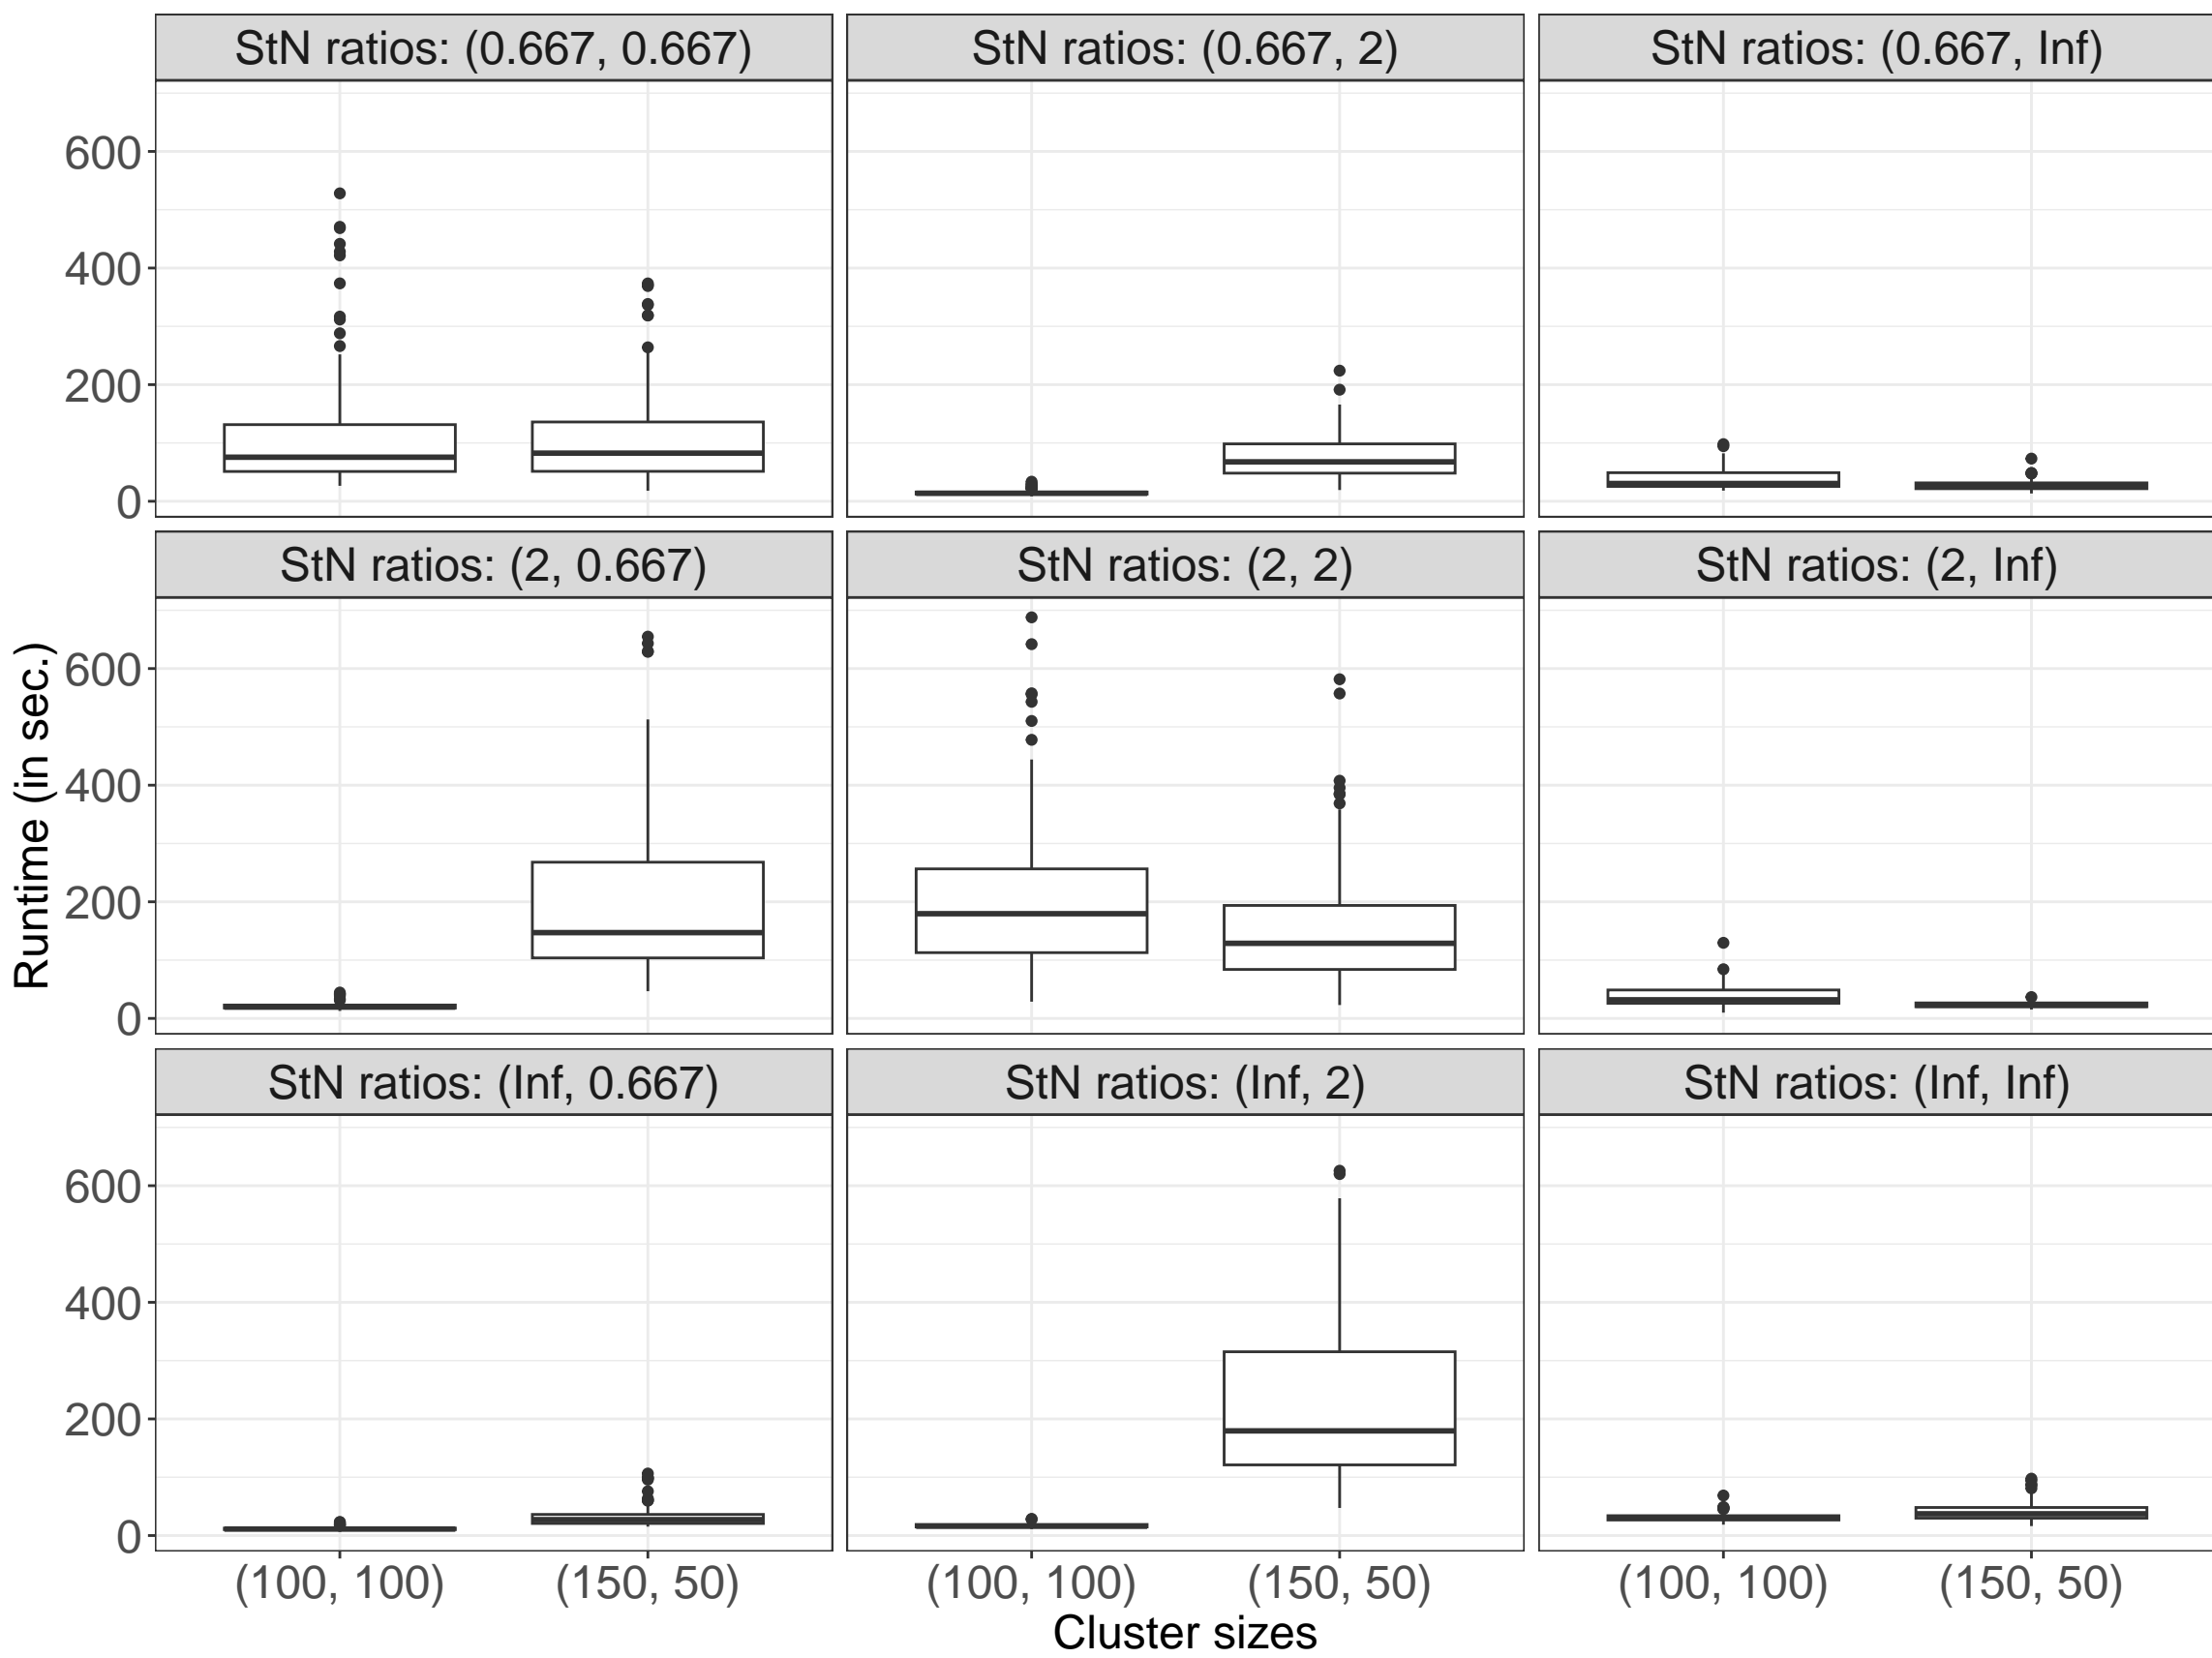 StN ratios: (0.667, 0.667)
StN ratios: (0.667, 2)
StN ratios: (0.667, Inf)
600
400
200
0
StN ratios: (2, 0.667)
StN ratios: (2, 2)
StN ratios: (2, Inf)
Runtime (in sec.)
600
400
200
0
StN ratios: (Inf, 0.667)
StN ratios: (Inf, 2)
StN ratios: (Inf, Inf)
600
400
200
0
(100, 100)
(150, 50)
(100, 100)
(150, 50)
(100, 100)
(150, 50)
Cluster sizes